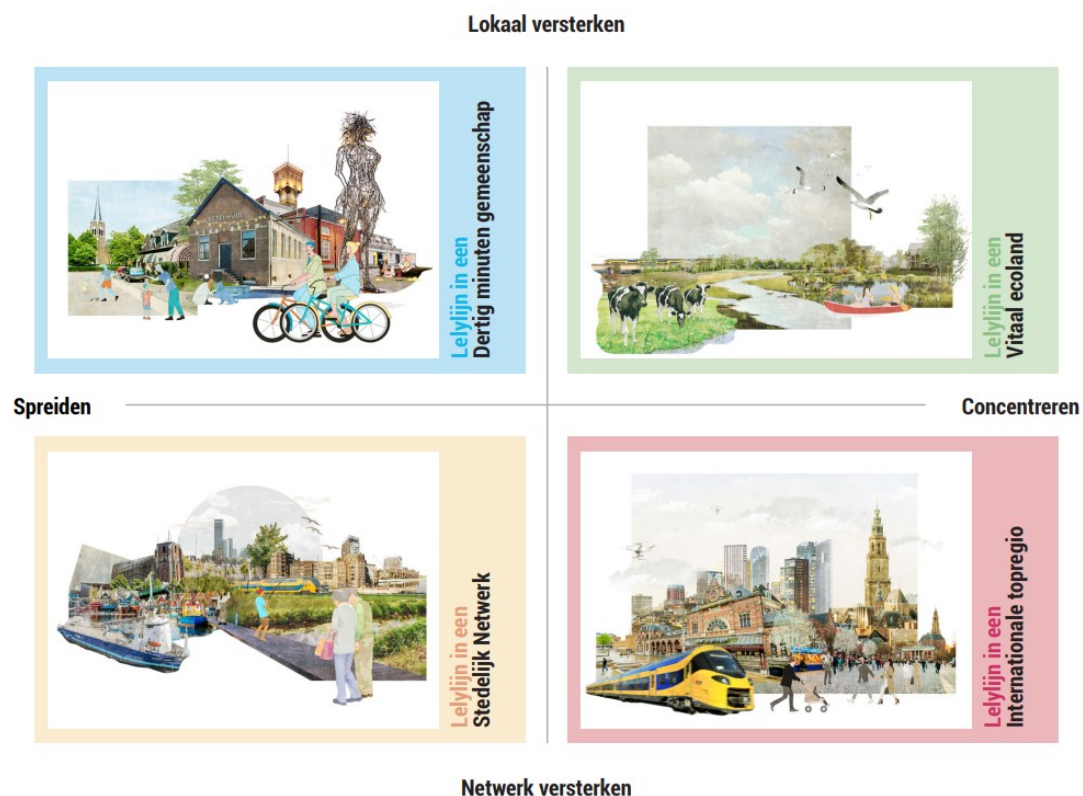 Lokaal versterken
Lelylijn in een
Dertig minuten gemeenschap
Lelylijn in een
Vitaal ecoland
Spreiden
Concentreren
Lelylijn in een
Stedelijk Netwerk
Lelylijn in een
Internationale topregio
Netwerk versterken